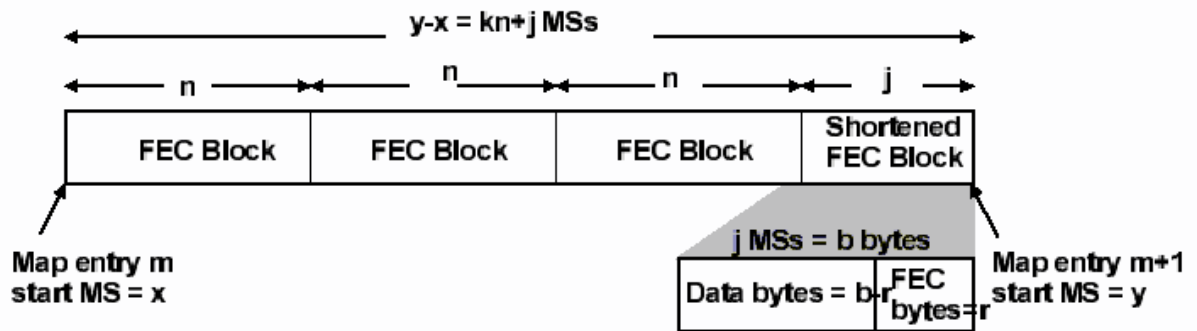 y-x = kn+j MSs
n
n
n
j
FEC Block
FEC Block
FEC Block
Shortened
FEC Block
j MSs = b bytes
Map entry m
start MS = x
Data bytes = b-r
FEC
bytes=r
Map entry m+1
start MS = y